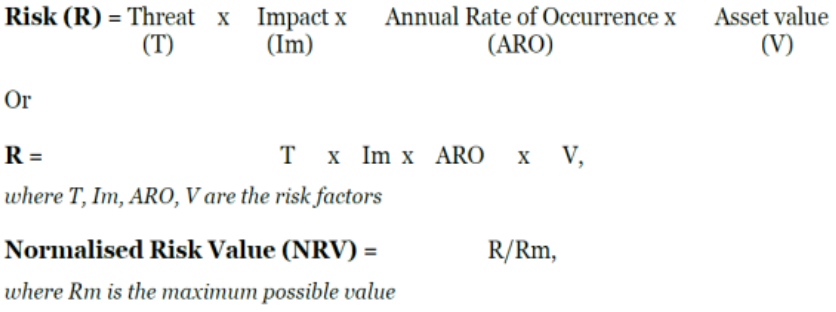 Risk (R) = Threat x Impact x Annual Rate of Occurrence x Asset value
(T) (Im) (ARO) (V)
Or
R = T x Im x ARO x V,
where T, Im, ARO, V are the risk factors
Normalised Risk Value (NRV) = R/Rm,
where Rm is the maximum possible value